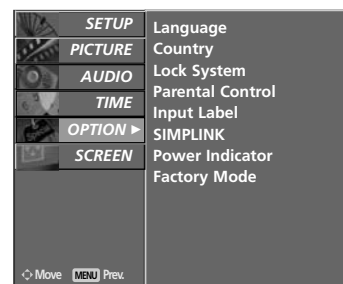 SETUP
PICTURE
AUDIO
TIME
OPTION ►
SCREEN
Language
Country
Lock System
Parental Control
Input Label
SIMPLINK
Power Indicator
Factory Mode
Move MENU Prev.